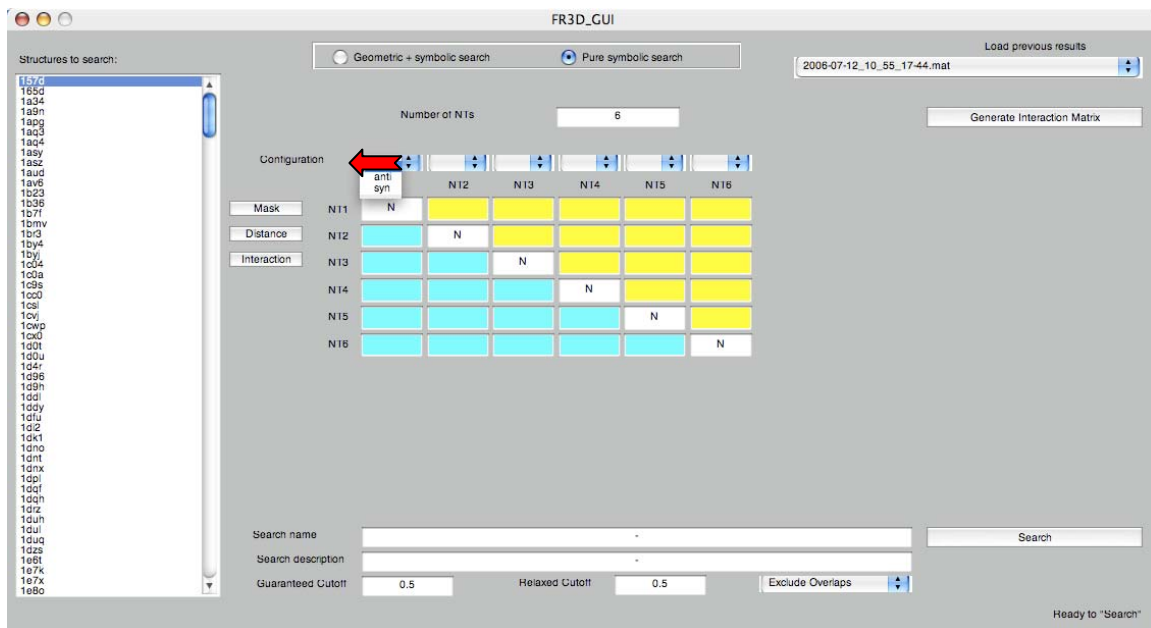 FR3D_GUI
Structures to search:
Geometric + symbolic search
Pure symbolic search
Load previous results
2006-07-12_10_55_17-44.mat
Number of NTs
6
Generate Interaction Matrix
Configuration
anti
syn
NT2 NT3 NT4 NT5 NT6
Mask
NT1 N
Distance
NT2 N
Interaction
NT3 N
NT4 N
NT5 N
NT6 N
157d
165d
1a34
1a9n
1apg
1aq3
1aq4
1asy
1asz
1aud
1av6
1b23
1b36
1b7f
1bmv
1br3
1by4
1byj
1c04
1c0a
1c9s
1cc0
1csl
1cvj
1cwp
1cx0
1d0t
1d0u
1d4r
1d96
1d9h
1ddl
1ddy
1dfu
1di2
1dk1
1dno
1dnt
1dnx
1dpl
1dqf
1dqh
1drz
1duh
1dul
1duq
1dzs
1e6t
1e7k
1e7x
1e8o
Search name
-
Search
Search description
-
Guaranteed Cutoff
0.5
Relaxed Cutoff
0.5
Exclude Overlaps
Ready to "Search"